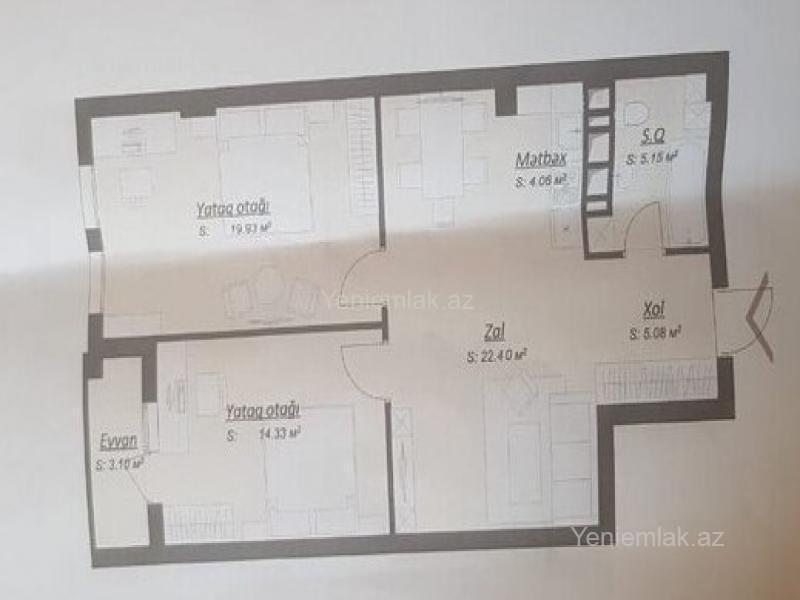 Yataq otağı
S: 19.93 м²
Mətbəx
S: 4.06 м²
S.Q
S: 5.15 м²
Yeniemlak.az
Zal
S: 22.40 м²
Xol
S: 5.08 м²
Yataq otağı
S: 14.33 м²
Eyvan
S: 3.10 м²
Yeniemlak.az